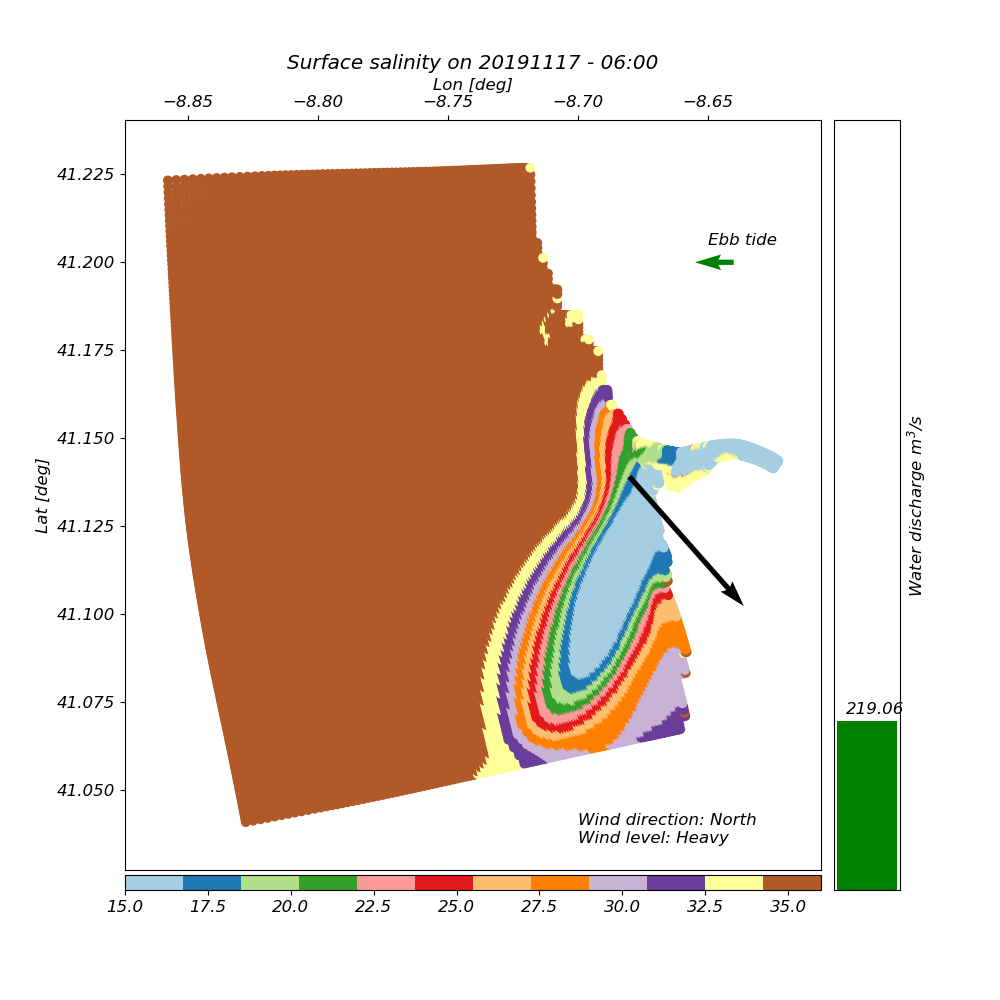 Surface salinity on 20191117 - 06:00
Lon [deg]
−8.85 −8.80 −8.75 −8.70 −8.65
41.225
41.200
41.175
41.150
41.125
41.100
41.075
41.050
Lat [deg]
Ebb tide
Wind direction: North
Wind level: Heavy
15.0 17.5 20.0 22.5 25.0 27.5 30.0 32.5 35.0
219.06
Water discharge m³/s